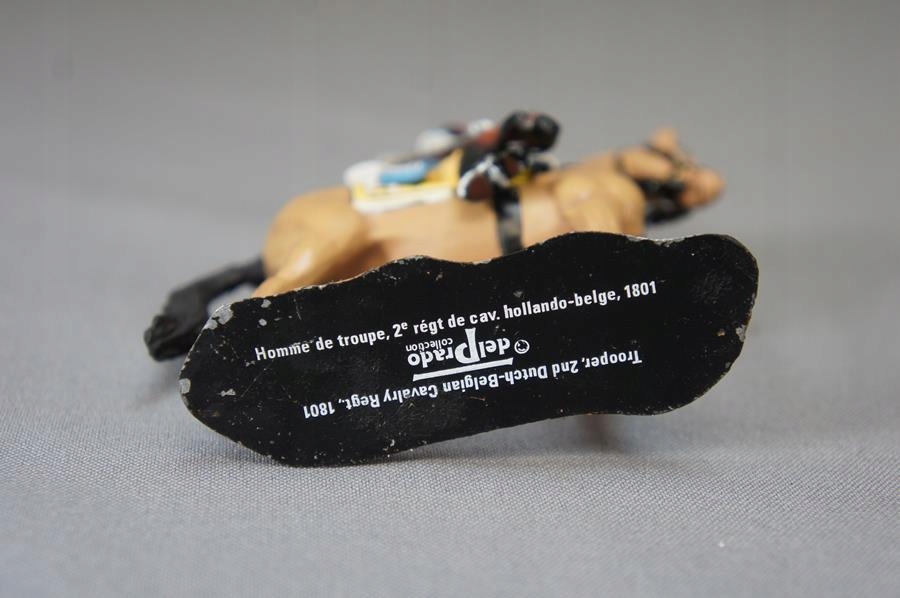 Homme de troupe, 2e régt de cav. hollando-belge, 1801
© delPrado
collection
Trooper, 2nd Dutch-Belgian Cavalry Regt., 1801